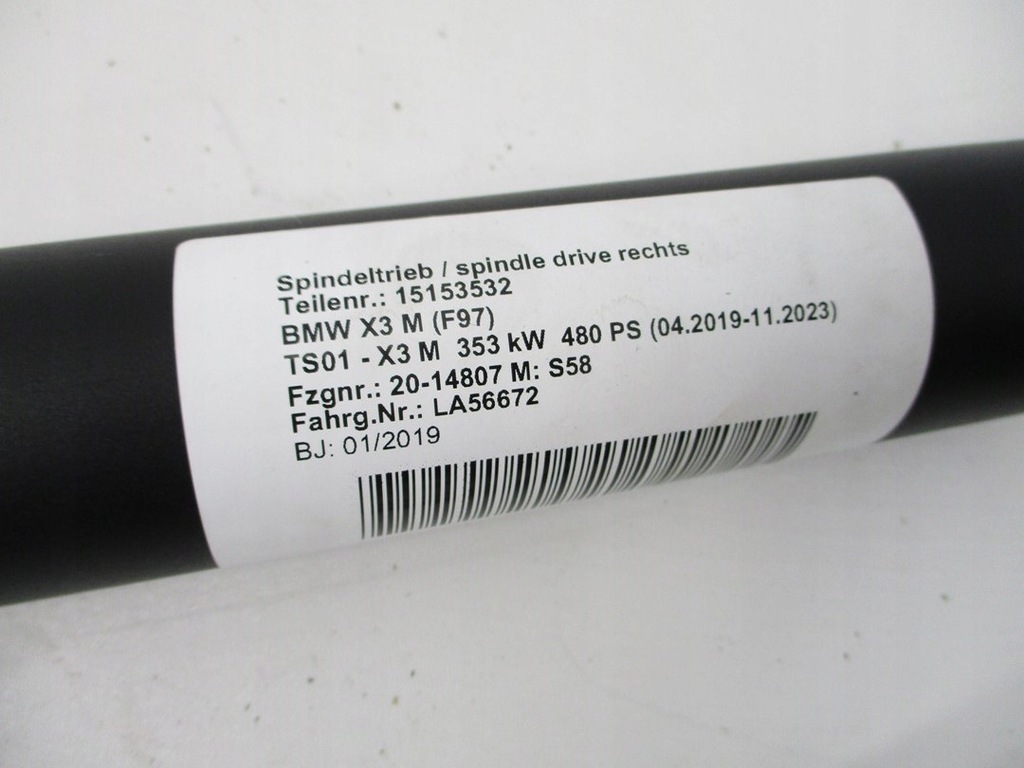 Spindeltrieb / spindle drive rechts
Teilenr.: 15153532
BMW X3 M (F97)
TS01 - X3 M 353 kW 480 PS (04.2019-11.2023)
Fzgnr.: 20-14807 M: S58
Fahrg.Nr.: LA56672
BJ: 01/2019